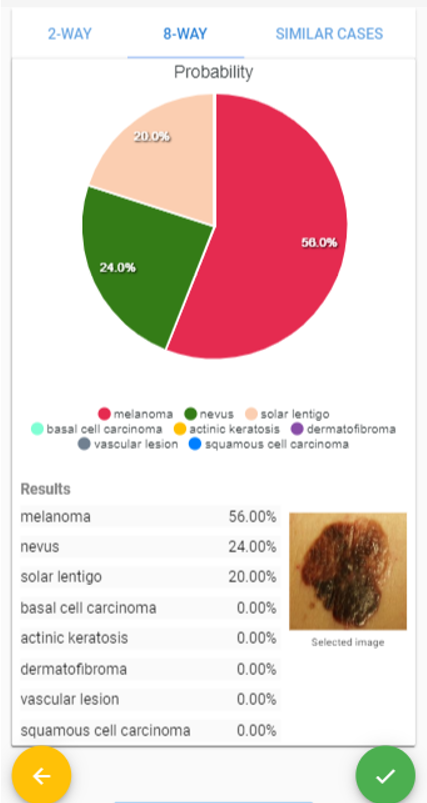 2-WAY 8-WAY SIMILAR CASES
Probability
20.0%
56.0%
24.0%
melanoma nevus solar lentigo
basal cell carcinoma actinic keratosis dermatofibroma
vascular lesion squamous cell carcinoma
Results
melanoma 56.00%
nevus 24.00%
solar lentigo 20.00%
basal cell carcinoma 0.00%
actinic keratosis 0.00%
dermatofibroma 0.00%
vascular lesion 0.00%
squamous cell carcinoma 0.00%
Selected image